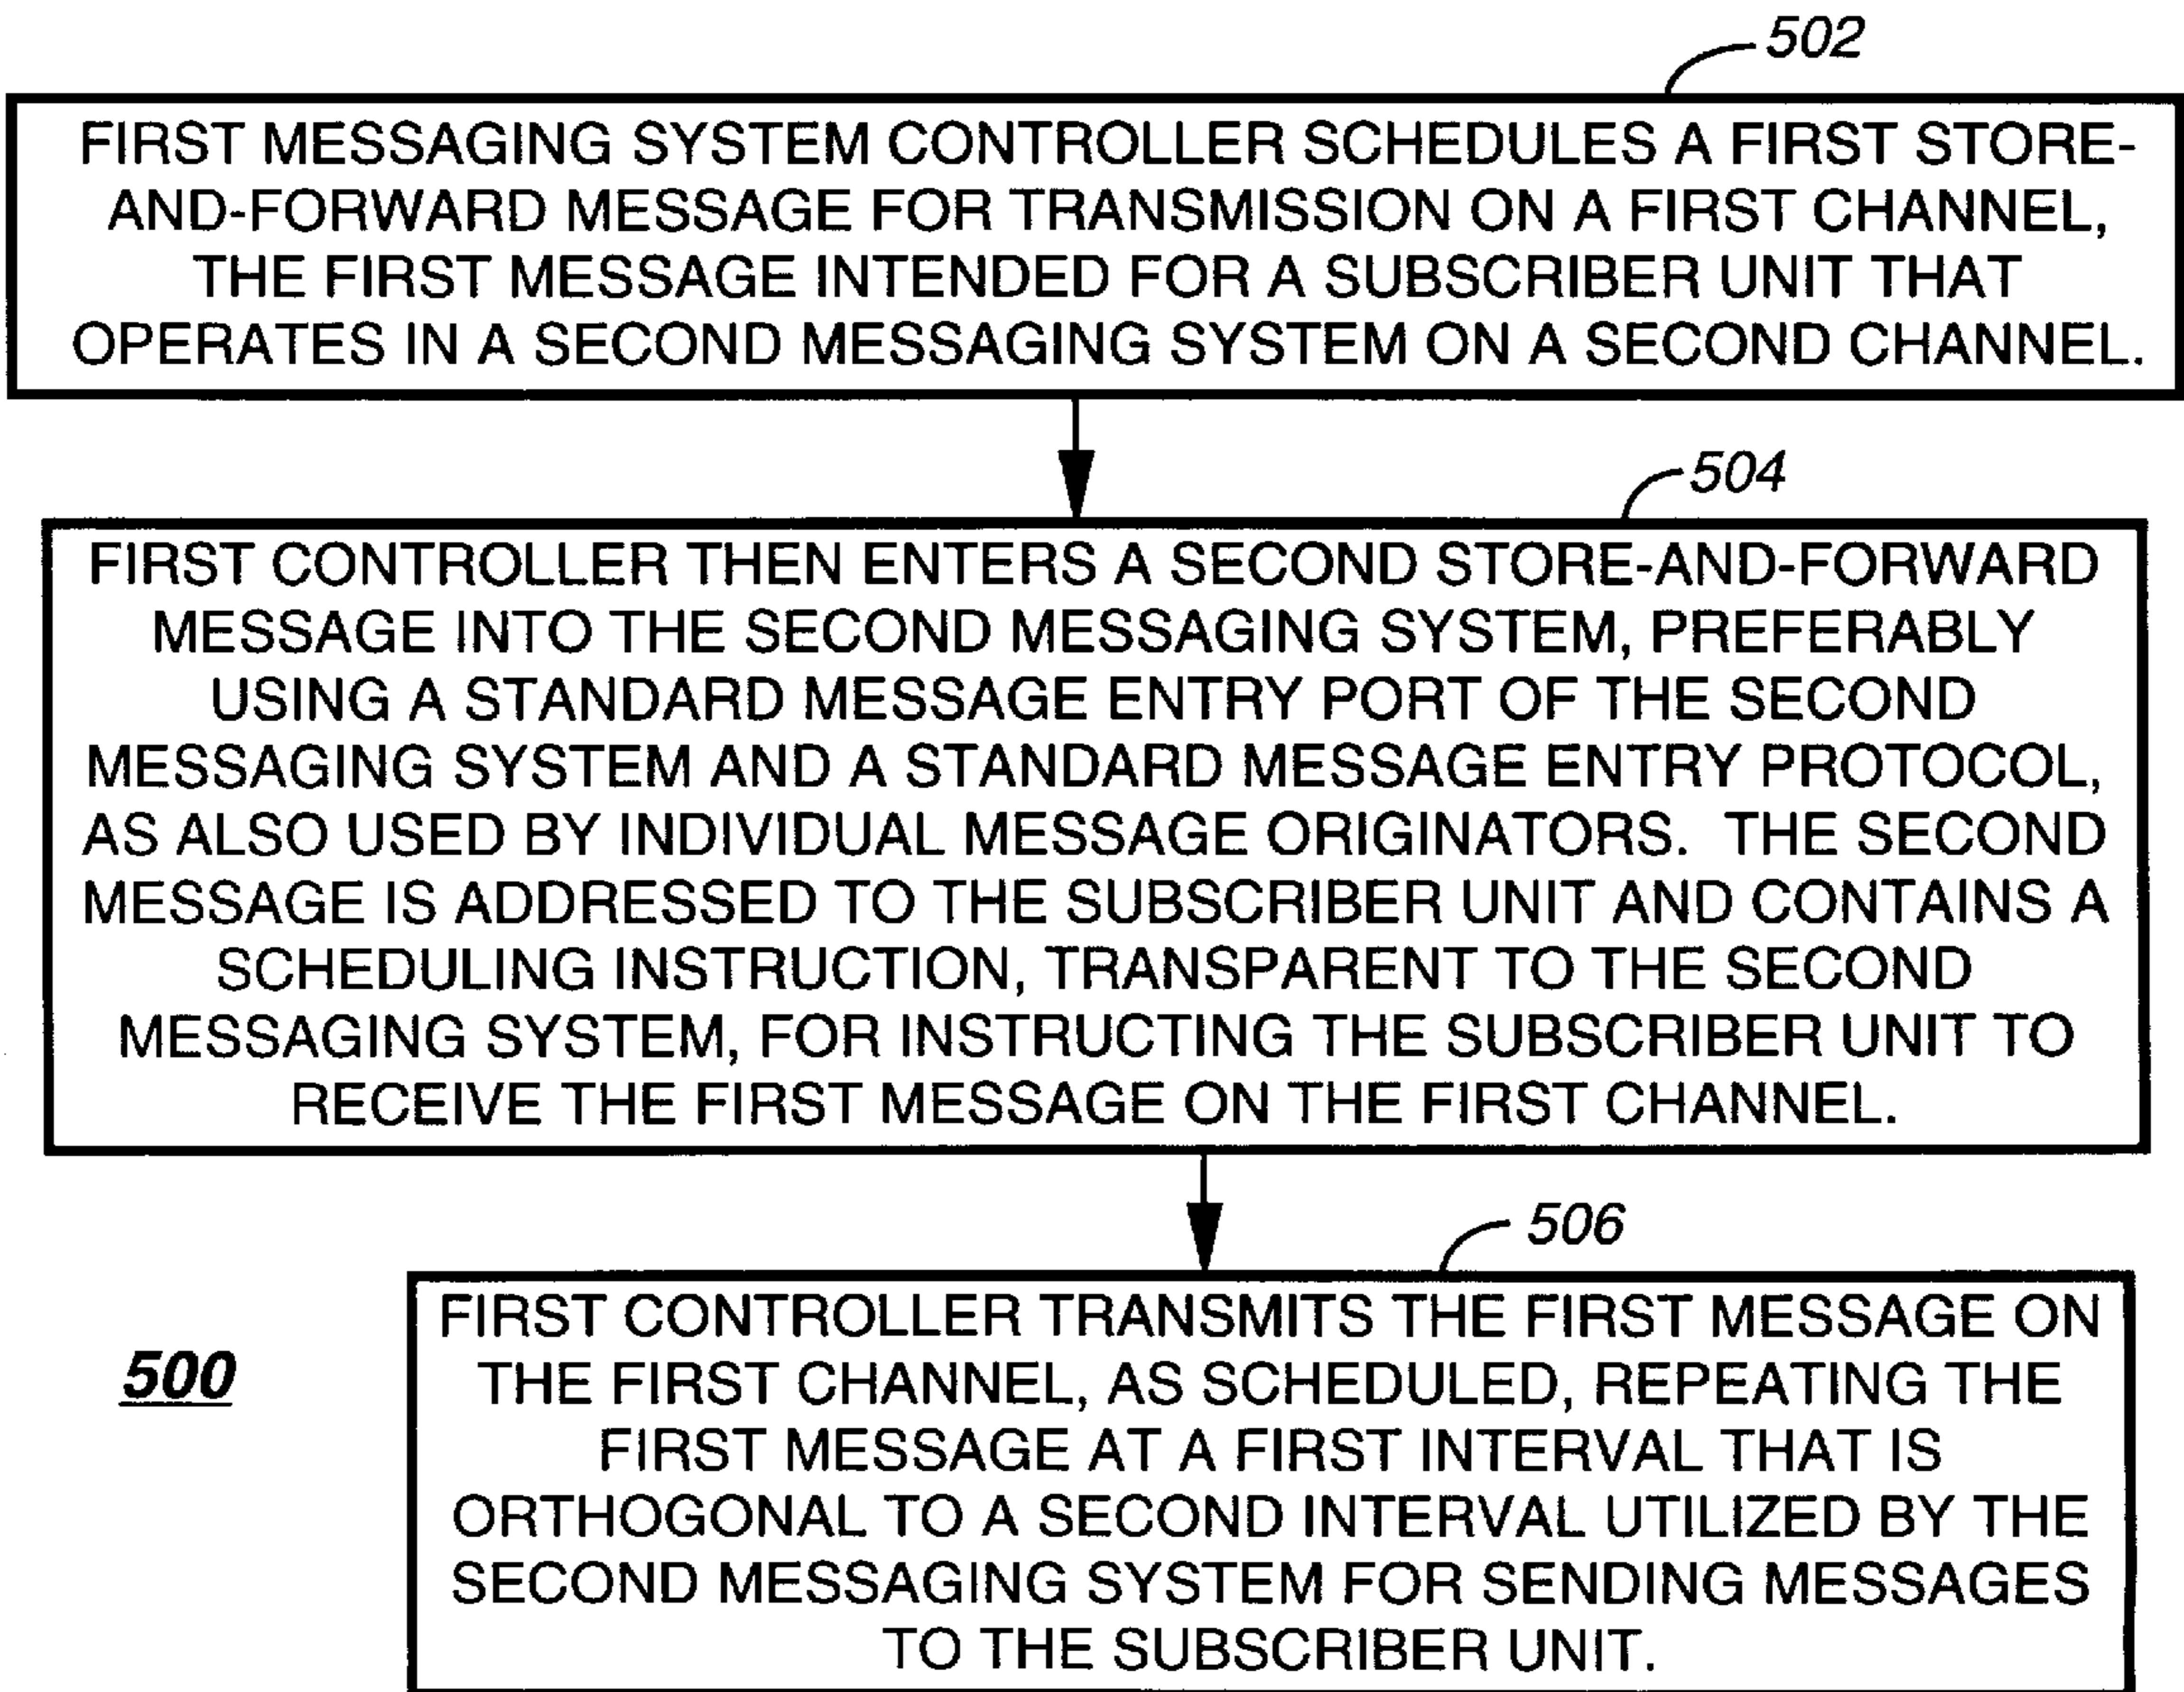 502
FIRST MESSAGING SYSTEM CONTROLLER SCHEDULES A FIRST STORE-
AND-FORWARD MESSAGE FOR TRANSMISSION ON A FIRST CHANNEL,
THE FIRST MESSAGE INTENDED FOR A SUBSCRIBER UNIT THAT
OPERATES IN A SECOND MESSAGING SYSTEM ON A SECOND CHANNEL.
504
FIRST CONTROLLER THEN ENTERS A SECOND STORE-AND-FORWARD
MESSAGE INTO THE SECOND MESSAGING SYSTEM, PREFERABLY
USING A STANDARD MESSAGE ENTRY PORT OF THE SECOND
MESSAGING SYSTEM AND A STANDARD MESSAGE ENTRY PROTOCOL,
AS ALSO USED BY INDIVIDUAL MESSAGE ORIGINATORS. THE SECOND
MESSAGE IS ADDRESSED TO THE SUBSCRIBER UNIT AND CONTAINS A
SCHEDULING INSTRUCTION, TRANSPARENT TO THE SECOND
MESSAGING SYSTEM, FOR INSTRUCTING THE SUBSCRIBER UNIT TO
RECEIVE THE FIRST MESSAGE ON THE FIRST CHANNEL.
506
FIRST CONTROLLER TRANSMITS THE FIRST MESSAGE ON
THE FIRST CHANNEL, AS SCHEDULED, REPEATING THE
FIRST MESSAGE AT A FIRST INTERVAL THAT IS
ORTHOGONAL TO A SECOND INTERVAL UTILIZED BY THE
SECOND MESSAGING SYSTEM FOR SENDING MESSAGES
TO THE SUBSCRIBER UNIT.
500